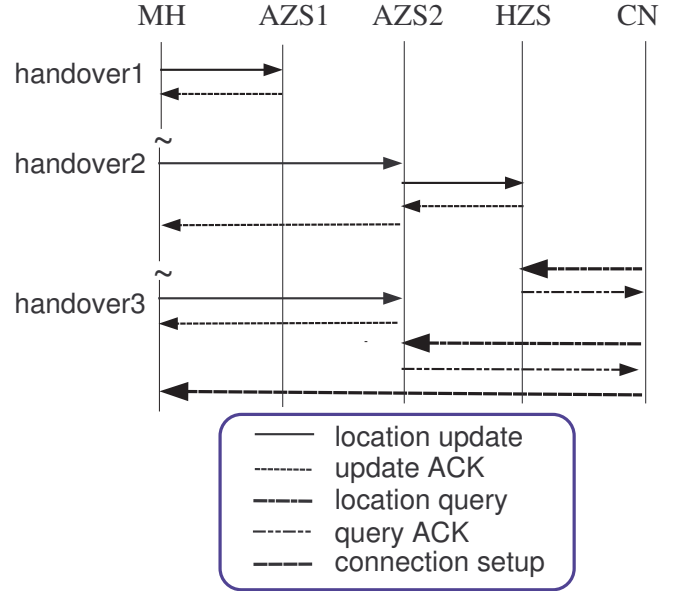 MH AZS1 AZS2 HZS CN
handover1
~
handover2
~
handover3
location update
update ACK
location query
query ACK
connection setup